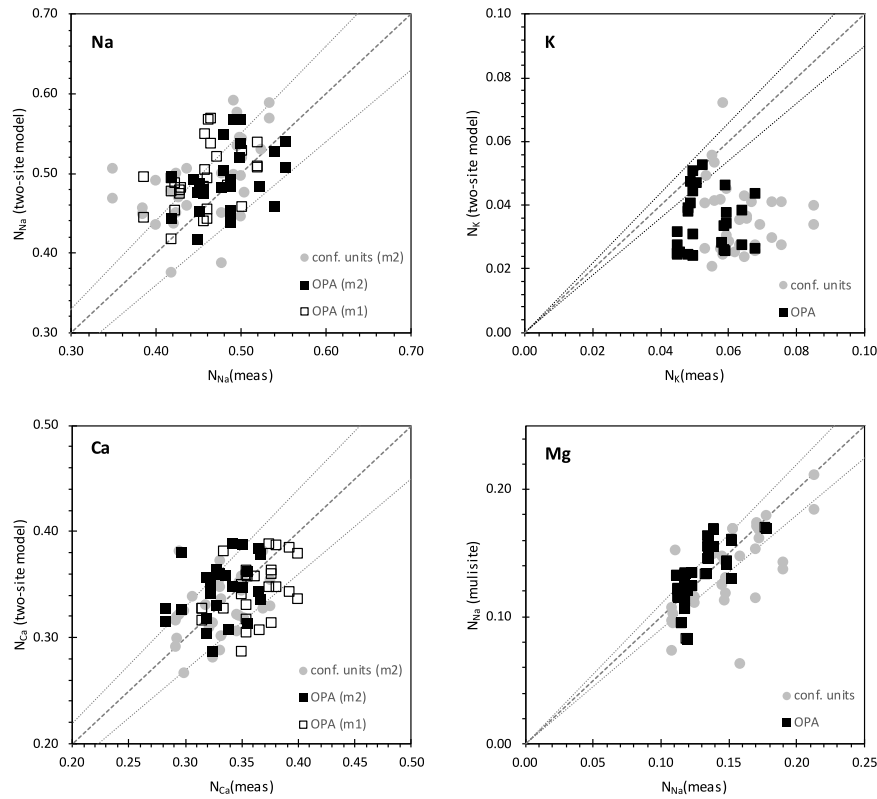 Na
0.70
0.60
0.50
0.40
0.30
0.30
0.40
0.50
0.60
0.70
N_Na (two-site model)
N_Na(meas)
conf. units (m2)
OPA (m2)
OPA (m1)
K
0.10
0.08
0.06
0.04
0.02
0.00
0.00
0.02
0.04
0.06
0.08
0.10
N_K (two-site model)
N_K(meas)
conf. units
OPA
Ca
0.50
0.40
0.30
0.20
0.20
0.30
0.40
0.50
N_Ca (two-site model)
N_Ca(meas)
conf. units (m2)
OPA (m2)
OPA (m1)
Mg
0.20
0.10
0.00
0.00
0.05
0.10
0.15
0.20
0.25
N_Na (mulisite)
N_Na(meas)
conf. units
OPA